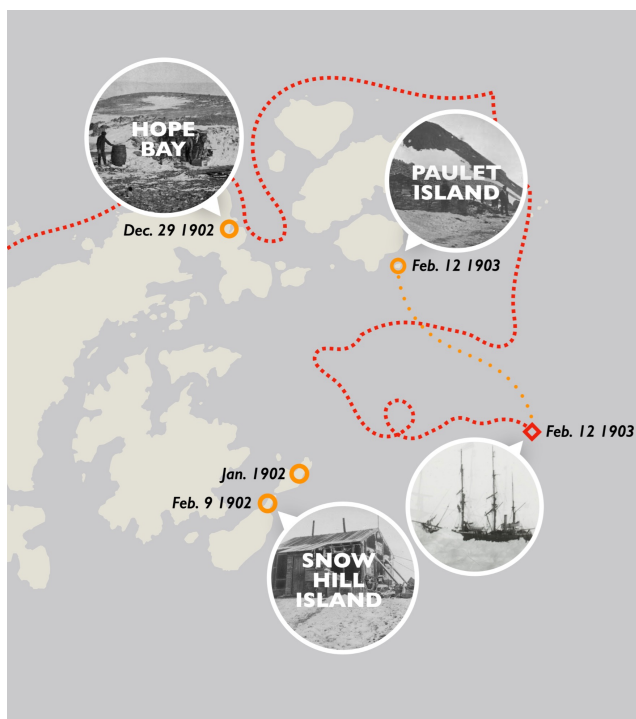 HOPE
BAY
PAULET
ISLAND
Dec. 29 1902
Feb. 12 1903
Feb. 12 1903
Jan. 1902
Feb. 9 1902
SNOW
HILL
ISLAND